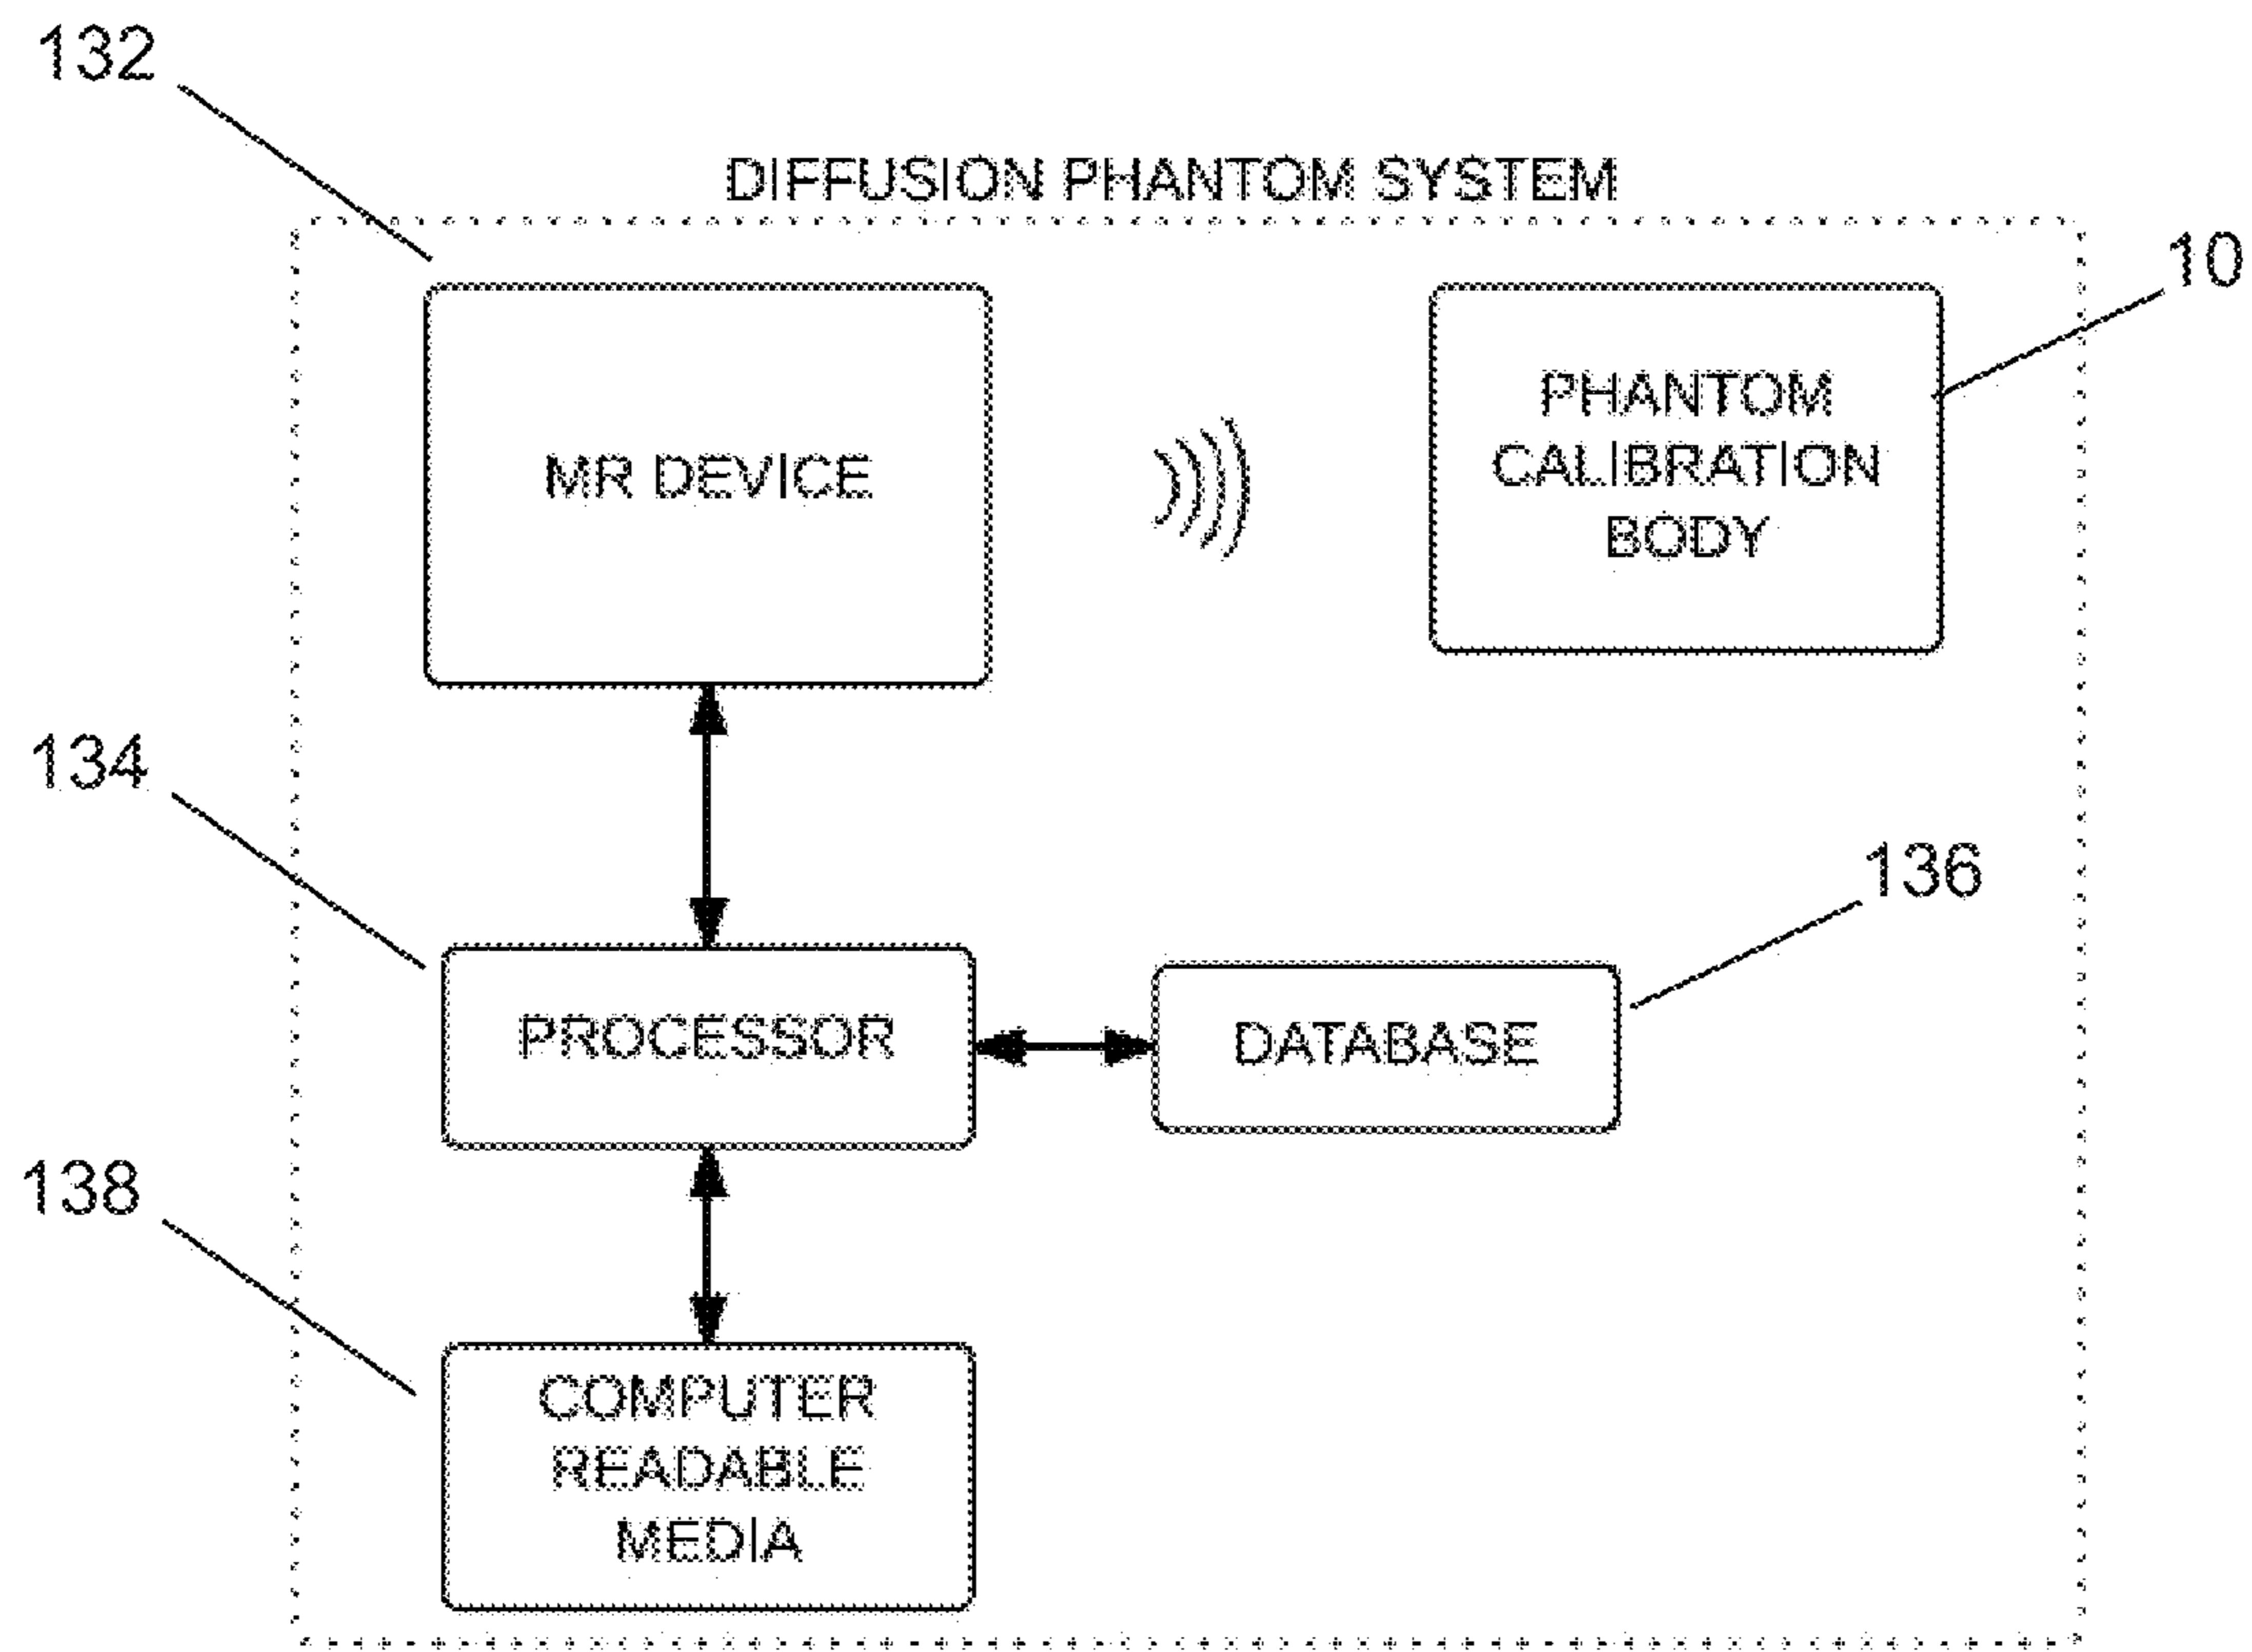 132
DIFFUSION PHANTOM SYSTEM
10
MR DEVICE
PHANTOM
CALIBRATION
BODY
134
136
PROCESSOR
DATABASE
138
COMPUTER
READABLE
MEDIA